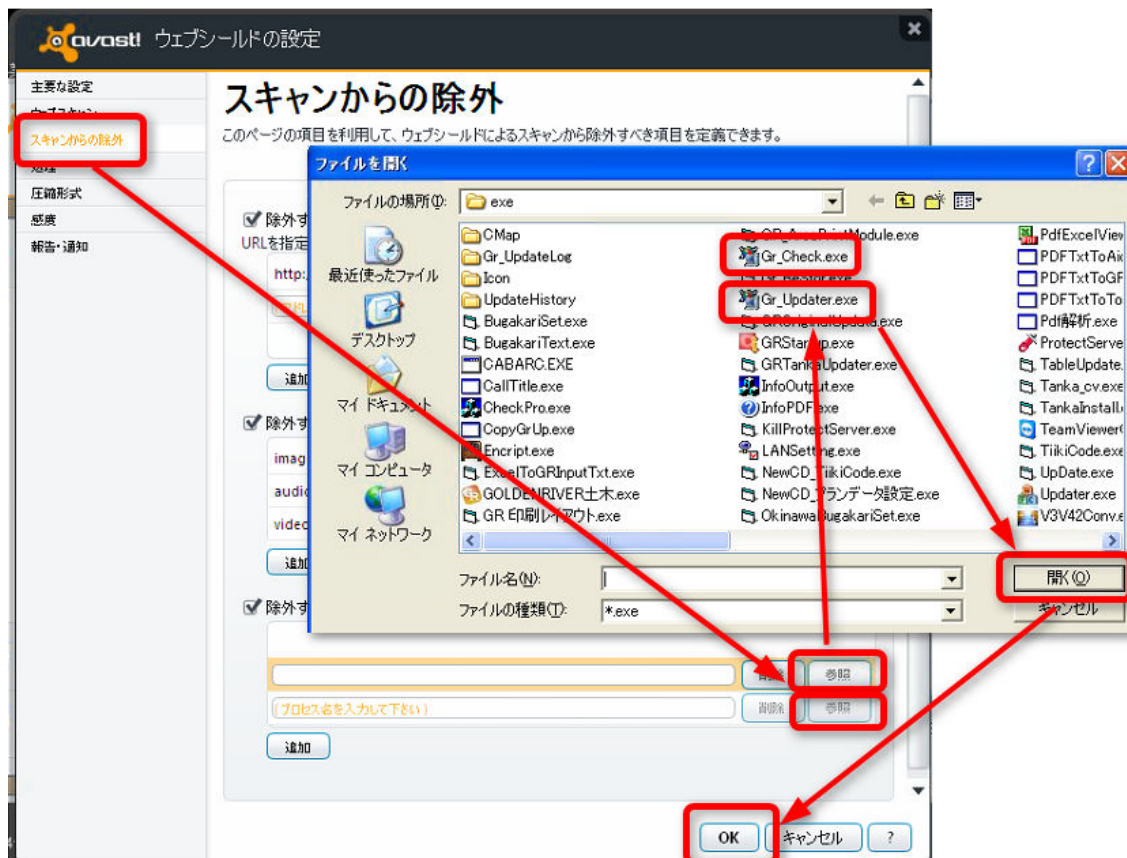 avast! ウェブシールドの設定
主要な設定
スキャンからの除外
圧縮形式
感度
報告・通知
スキャンからの除外
このページの項目を利用して、ウェブシールドによるスキャンから除外すべき項目を定義できます。
除外す
URLを指定
http:
追加
除外す
imag
audio
video
追加
除外す
削除 参照
(プロセス名を入力して下さい) 削除 参照
追加
OK キャンセル ?
ファイルを開く
ファイルの場所(I): exe
最近使ったファイル
デスクトップ
マイ ドキュメント
マイ コンピュータ
マイ ネットワーク
CMap
Gr_UpdateLog
Icon
UpdateHistory
BugakariSet.exe
BugakariText.exe
CABARC.EXE
CallTitle.exe
CheckPro.exe
CopyGrUp.exe
Encript.exe
ExcelToGRInputTxt.exe
GOLDENRIVER土木.exe
GR印刷レイアウト.exe
Gr_Check.exe
Gr_Updater.exe
GRStartup.exe
GRTankaUpdater.exe
InfoOutput.exe
InfoPDF.exe
KillProtectServer.exe
LANSetting.exe
NewCD_TiikiCode.exe
NewCD_プランデータ設定.exe
OkinawaBugakariSet.exe
PdfExcelView
PDFTxtToAi
PDFTxtToGF
PDFTxtToTo
Pdf解析.exe
ProtectServe
TableUpdate.
Tanka_cv.exe
TankaInstall
TeamViewer
TiikiCode.exe
UpDate.exe
Updater.exe
V3V42Conv.e
ファイル名(N): 開く(O)
ファイルの種類(T): *.exe キャンセル